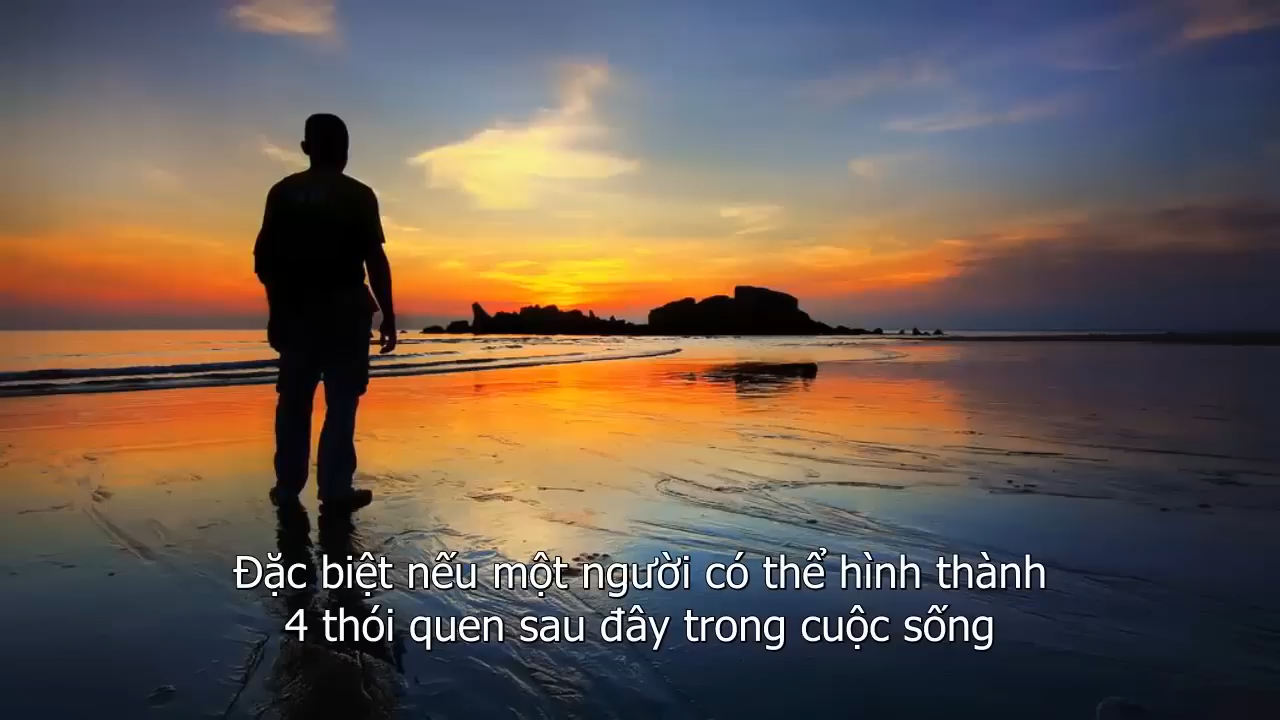 Đặc biệt nếu một người có thể hình thành
4 thói quen sau đây trong cuộc sống